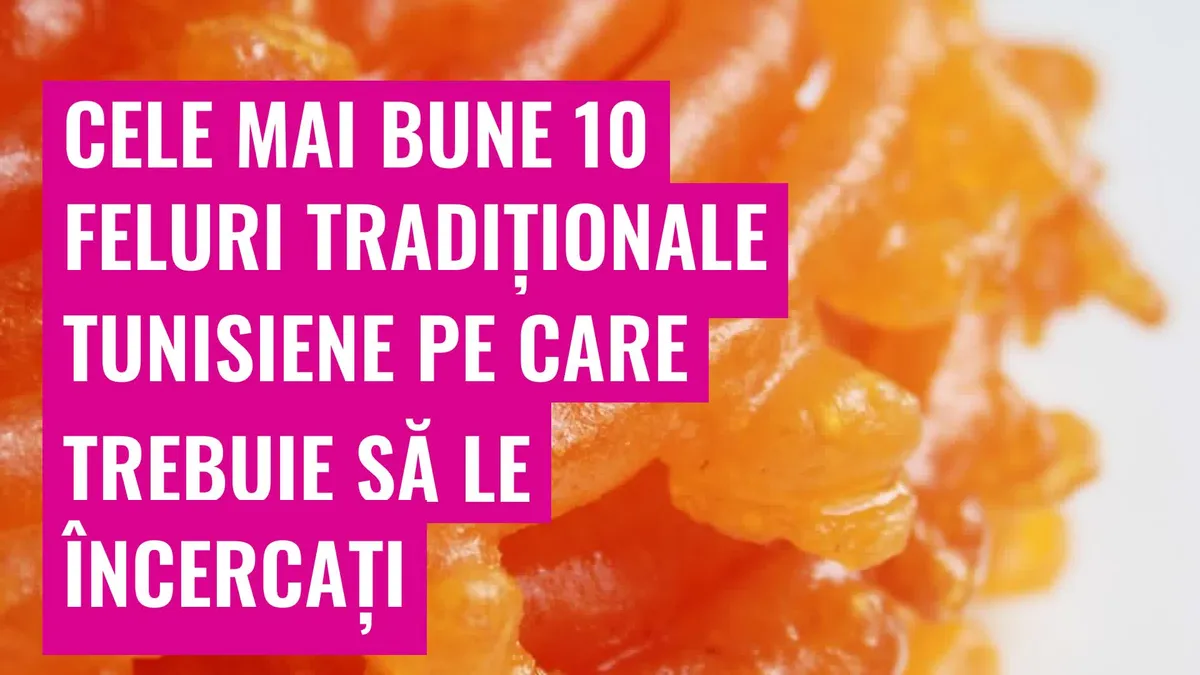 CELE MAI BUNE 10
FELURI TRADIȚIONALE
TUNISIENE PE CARE
TREBUIE SĂ LE
ÎNCERCAȚI